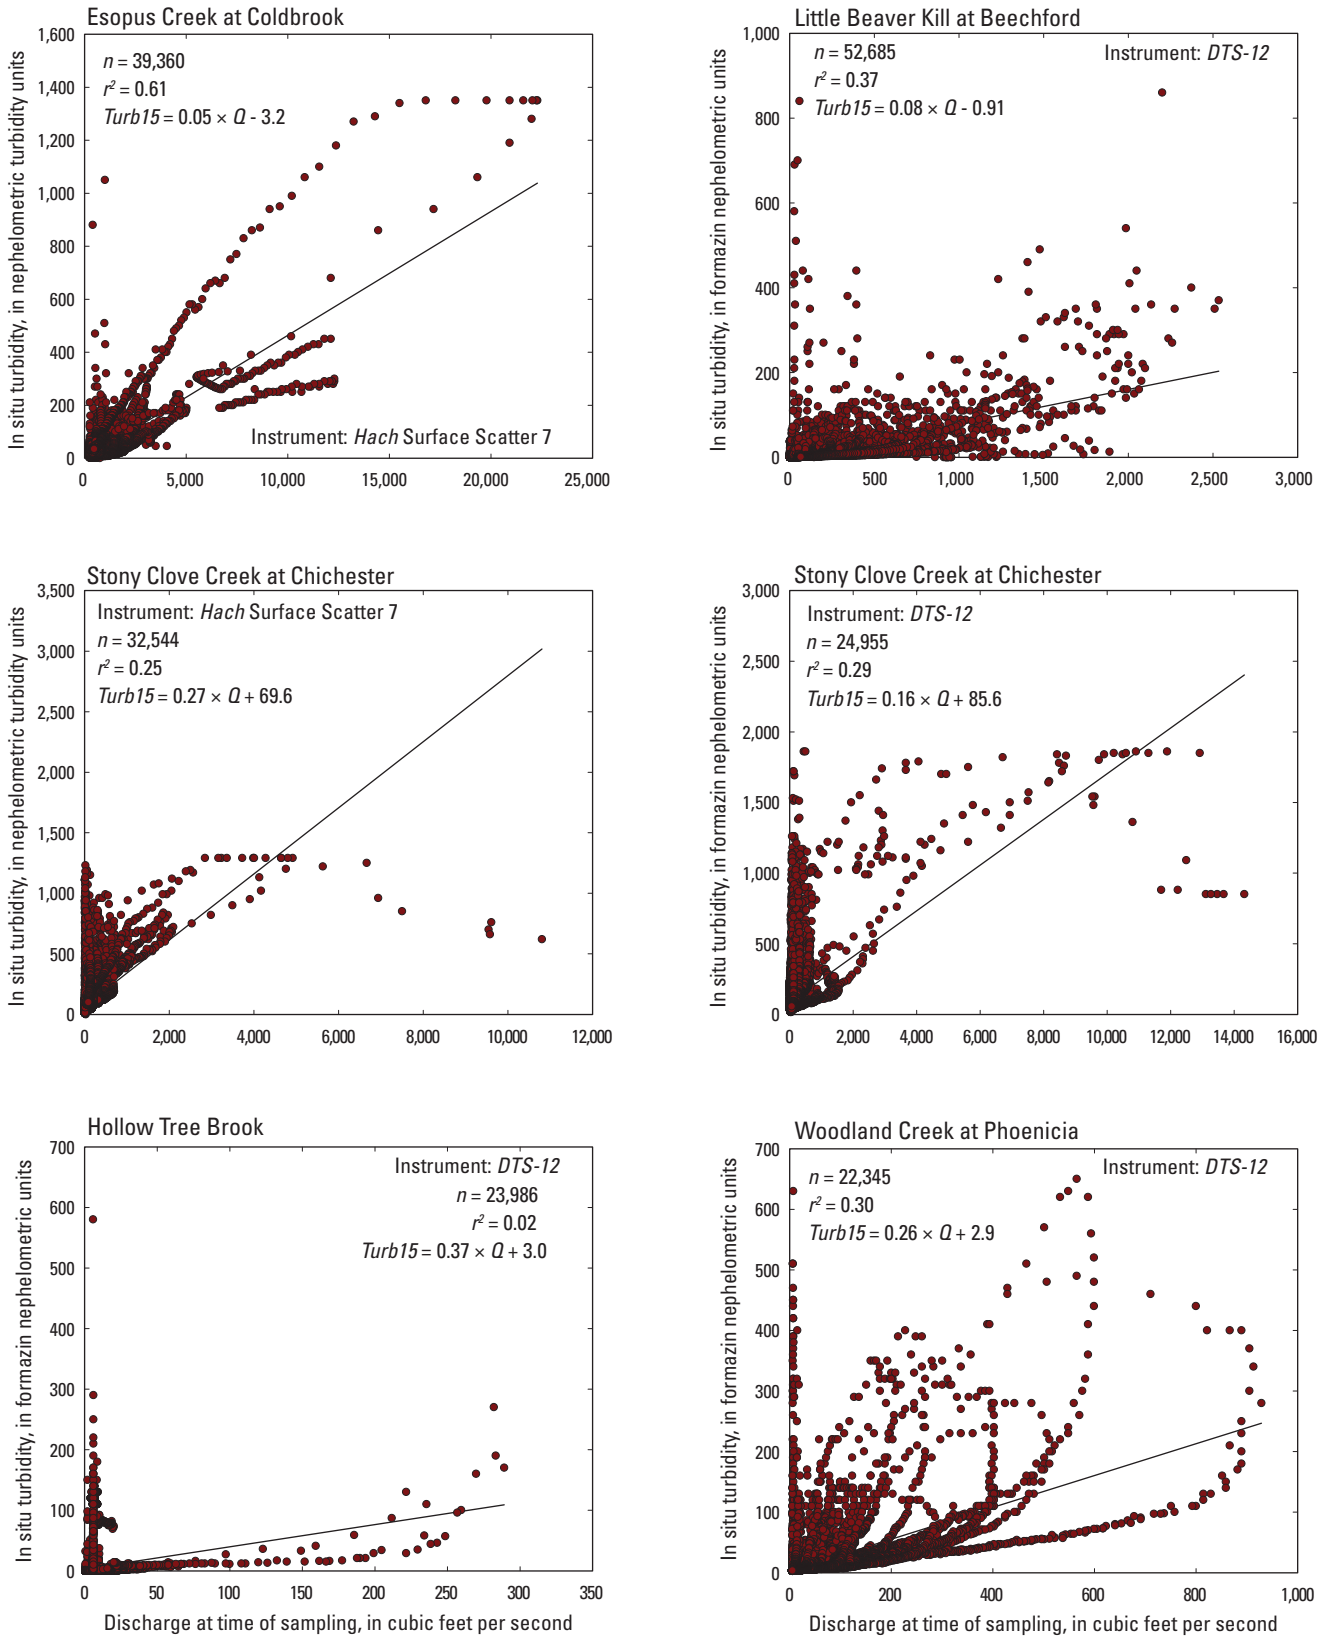 Esopus Creek at Coldbrook
In situ turbidity, in nephelometric turbidity units
1,600
1,400
1,200
1,000
800
600
400
200
0
n = 39,360
r² = 0.61
Turb15 = 0.05 × Q - 3.2
Instrument: Hach Surface Scatter 7
0 5,000 10,000 15,000 20,000 25,000
Little Beaver Kill at Beechford
In situ turbidity, in formazin nephelometric units
1,000
800
600
400
200
0
n = 52,685
r² = 0.37
Turb15 = 0.08 × Q - 0.91
Instrument: DTS-12
0 500 1,000 1,500 2,000 2,500 3,000
Stony Clove Creek at Chichester
In situ turbidity, in nephelometric turbidity units
3,500
3,000
2,500
2,000
1,500
1,000
500
0
Instrument: Hach Surface Scatter 7
n = 32,544
r² = 0.25
Turb15 = 0.27 × Q + 69.6
0 2,000 4,000 6,000 8,000 10,000 12,000
Stony Clove Creek at Chichester
In situ turbidity, in formazin nephelometric units
3,000
2,500
2,000
1,500
1,000
500
0
Instrument: DTS-12
n = 24,955
r² = 0.29
Turb15 = 0.16 × Q + 85.6
0 2,000 4,000 6,000 8,000 10,000 12,000 14,000 16,000
Hollow Tree Brook
In situ turbidity, in formazin nephelometric units
700
600
500
400
300
200
100
0
Instrument: DTS-12
n = 23,986
r² = 0.02
Turb15 = 0.37 × Q + 3.0
0 50 100 150 200 250 300 350
Discharge at time of sampling, in cubic feet per second
Woodland Creek at Phoenicia
In situ turbidity, in formazin nephelometric units
700
600
500
400
300
200
100
0
Instrument: DTS-12
n = 22,345
r² = 0.30
Turb15 = 0.26 × Q + 2.9
0 200 400 600 800 1,000
Discharge at time of sampling, in cubic feet per second